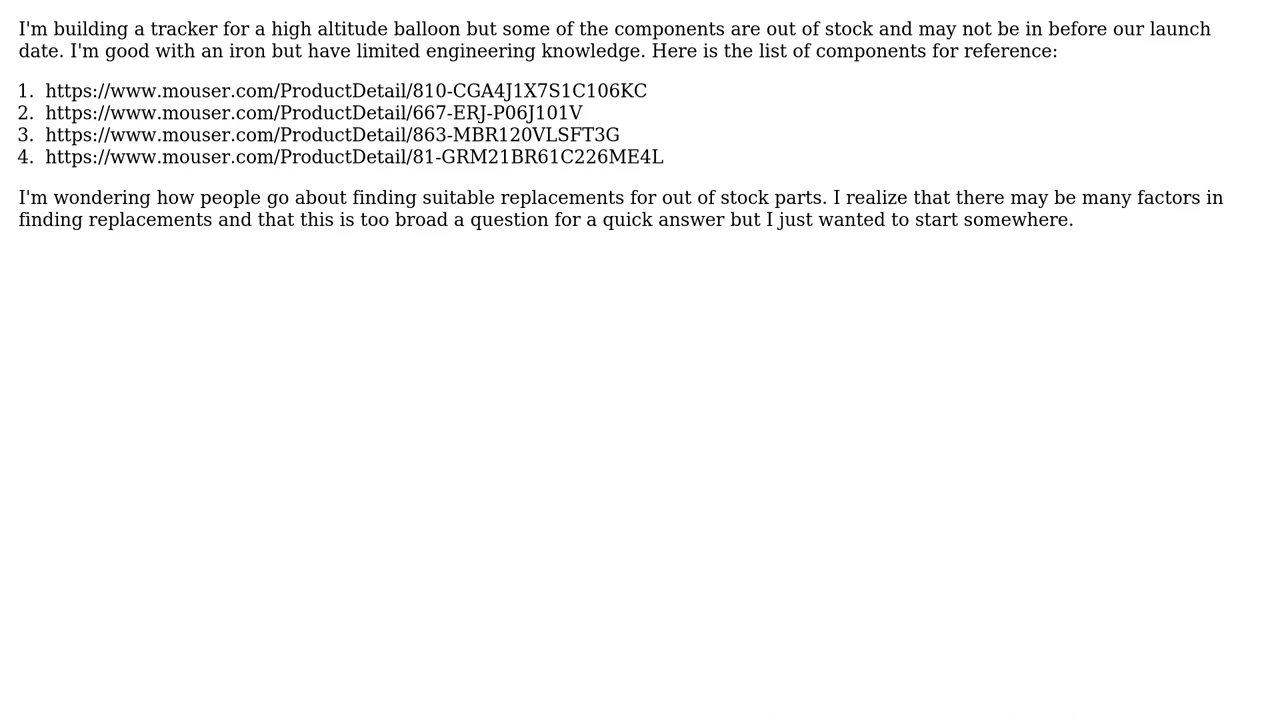 I'm building a tracker for a high altitude balloon but some of the components are out of stock and may not be in before our launch
date. I'm good with an iron but have limited engineering knowledge. Here is the list of components for reference:
1. https://www.mouser.com/ProductDetail/810-CGA4J1X7S1C106KC
2. https://www.mouser.com/ProductDetail/667-ERJ-P06J101V
3. https://www.mouser.com/ProductDetail/863-MBR120VLSFT3G
4. https://www.mouser.com/ProductDetail/81-GRM21BR61C226ME4L
I'm wondering how people go about finding suitable replacements for out of stock parts. I realize that there may be many factors in
finding replacements and that this is too broad a question for a quick answer but I just wanted to start somewhere.